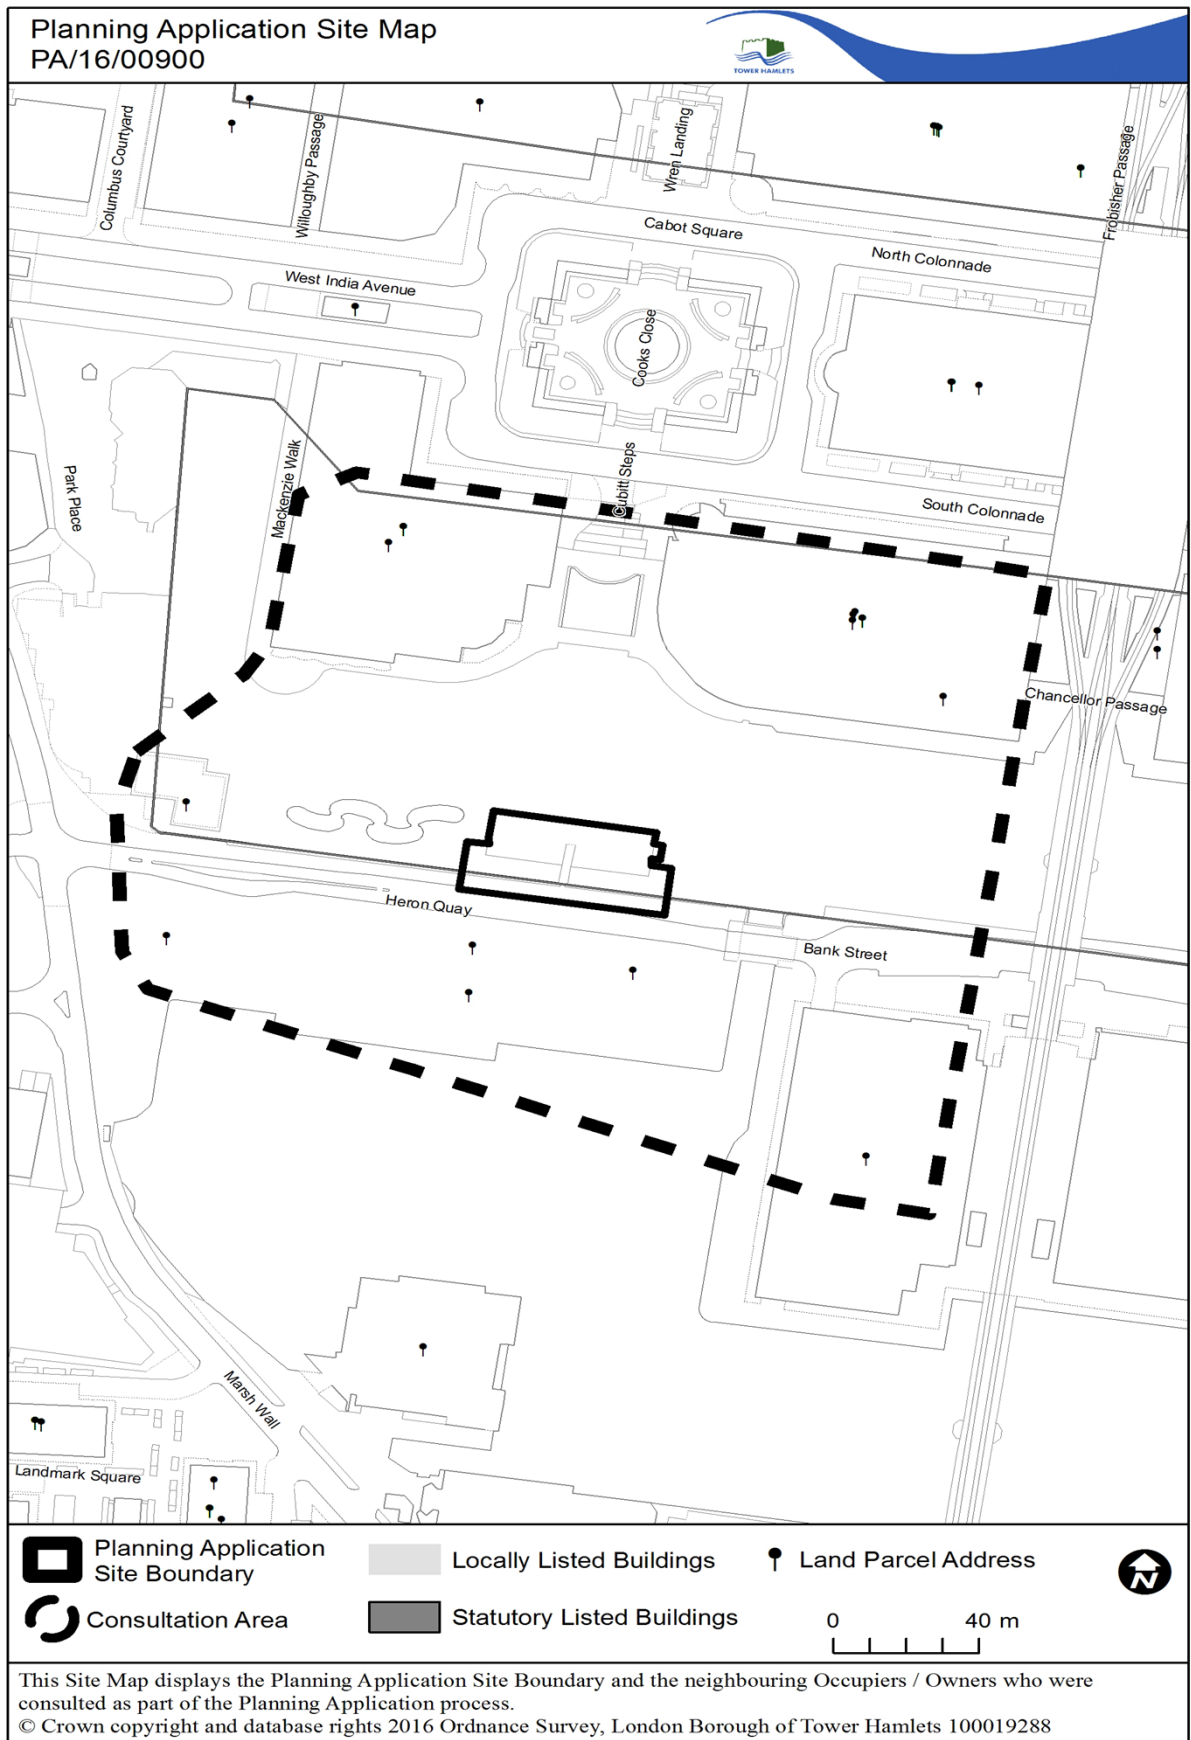 Planning Application Site Map
PA/16/00900
TOWER HAMLETS
Columbus Courtyard
Willoughby Passage
Wren Landing
Frobisher Passage
Cabot Square
North Colonnade
West India Avenue
Cooks Close
Park Place
Mackenzie Walk
Cubitt Steps
South Colonnade
Chancellor Passage
Heron Quay
Bank Street
Marsh Wall
Landmark Square
Planning Application
Site Boundary
Locally Listed Buildings
Land Parcel Address
N
Consultation Area
Statutory Listed Buildings
0 40 m
This Site Map displays the Planning Application Site Boundary and the neighbouring Occupiers / Owners who were
consulted as part of the Planning Application process.
© Crown copyright and database rights 2016 Ordnance Survey, London Borough of Tower Hamlets 100019288